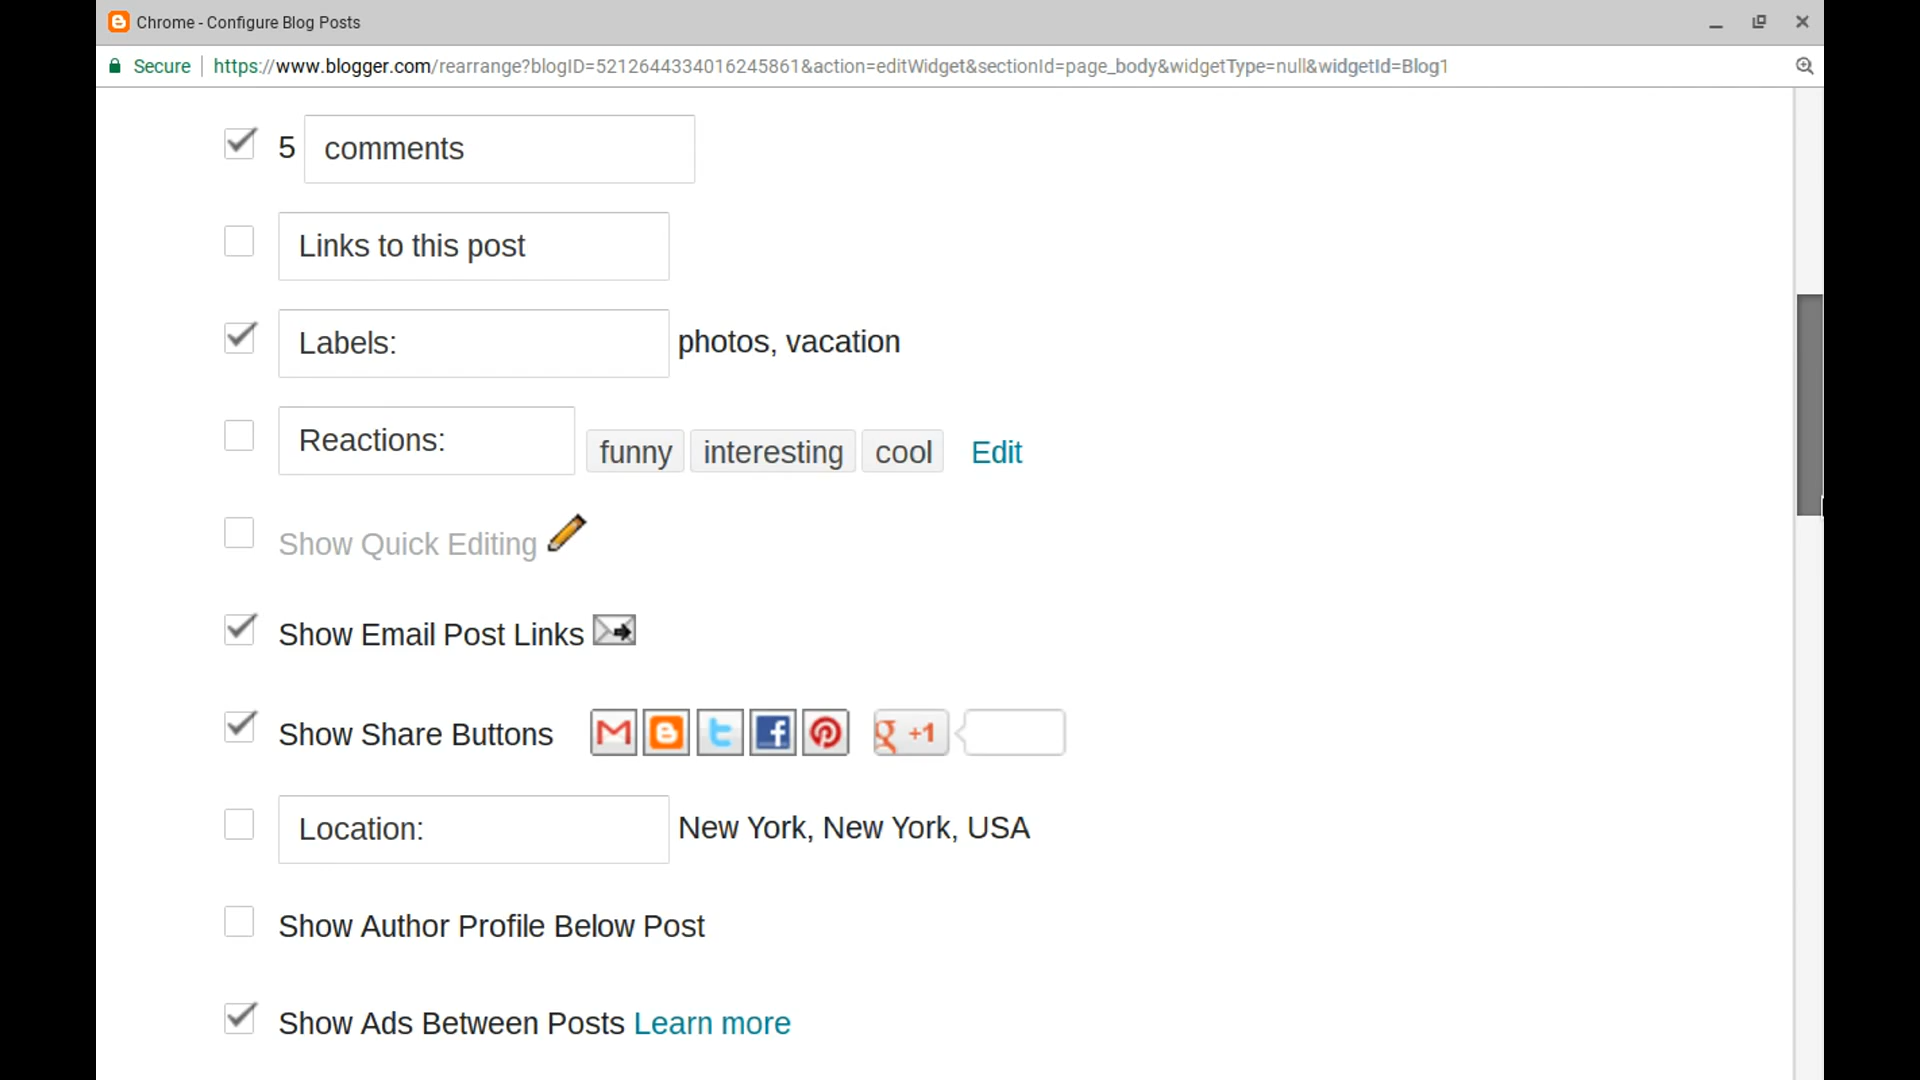 Chrome - Configure Blog Posts
Secure https://www.blogger.com/rearrange?blogID=5212644334016245861&action=editWidget&sectionId=page_body&widgetType=null&widgetId=Blog1
5 comments
Links to this post
Labels: photos, vacation
Reactions: funny interesting cool Edit
Show Quick Editing
Show Email Post Links
Show Share Buttons g +1
Location: New York, New York, USA
Show Author Profile Below Post
Show Ads Between Posts Learn more